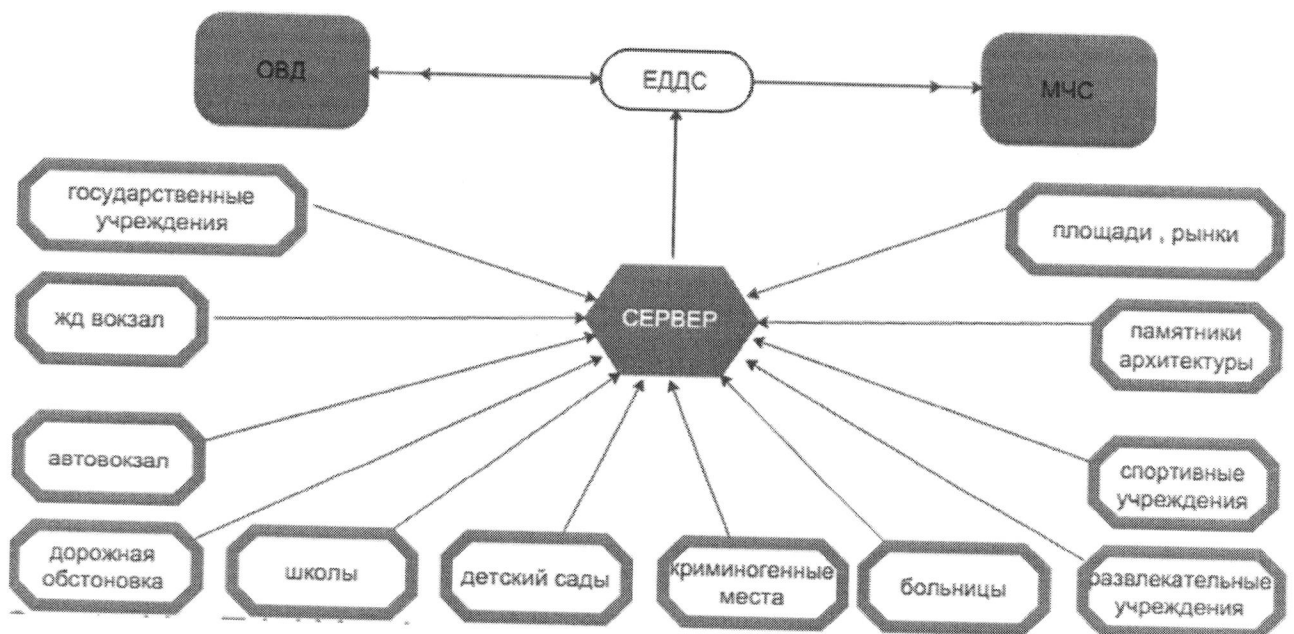 ОВД
ЕДДС
МЧС
государственные
учреждения
площади , рынки
жд вокзал
СЕРВЕР
памятники
архитектуры
автовокзал
спортивные
учреждения
дорожная
обстоновка
школы
детский сады
криминогенные
места
больницы
развлекательные
учреждения